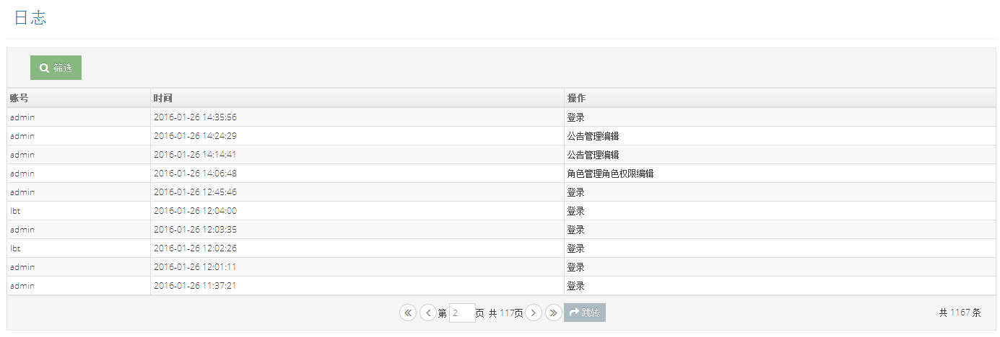 日志
筛选
账号 时间 操作
admin 2016-01-26 14:35:56 登录
admin 2016-01-26 14:24:29 公告管理编辑
admin 2016-01-26 14:14:41 公告管理编辑
admin 2016-01-26 14:06:48 角色管理角色权限编辑
admin 2016-01-26 12:45:46 登录
lbt 2016-01-26 12:04:00 登录
admin 2016-01-26 12:03:35 登录
lbt 2016-01-26 12:02:26 登录
admin 2016-01-26 12:01:11 登录
admin 2016-01-26 11:37:21 登录
第 2 页 共 117页 跳转 共 1167 条